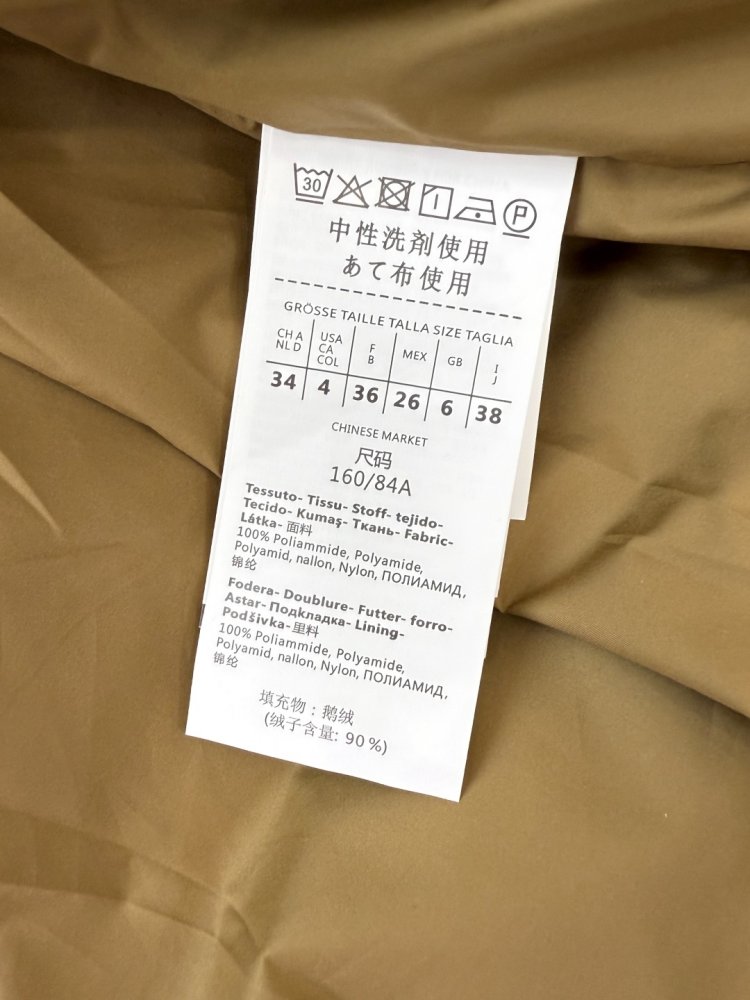 30 P
中性洗剤使用
あて布使用
GRÖSSE TAILLE TALLA SIZE TAGLIA
CH A NL D USA CA COL F B MEX GB I J
34 4 36 26 6 38
CHINESE MARKET
尺码
160/84A
Tessuto- Tissu- Stoff- tejido-
Tecido- Kumaş- Ткань- Fabric-
Látka- 面料
100% Poliammide, Polyamide,
Polyamid, nallon, Nylon, ПОЛИАМИД,
锦纶
Fodera- Doublure- Futter- forro-
Astar- Подкладка- Lining-
Podšívka- 里料
100% Poliammide, Polyamide,
Polyamid, nallon, Nylon, ПОЛИАМИД,
锦纶
填充物：鹅绒
(绒子含量: 90%)